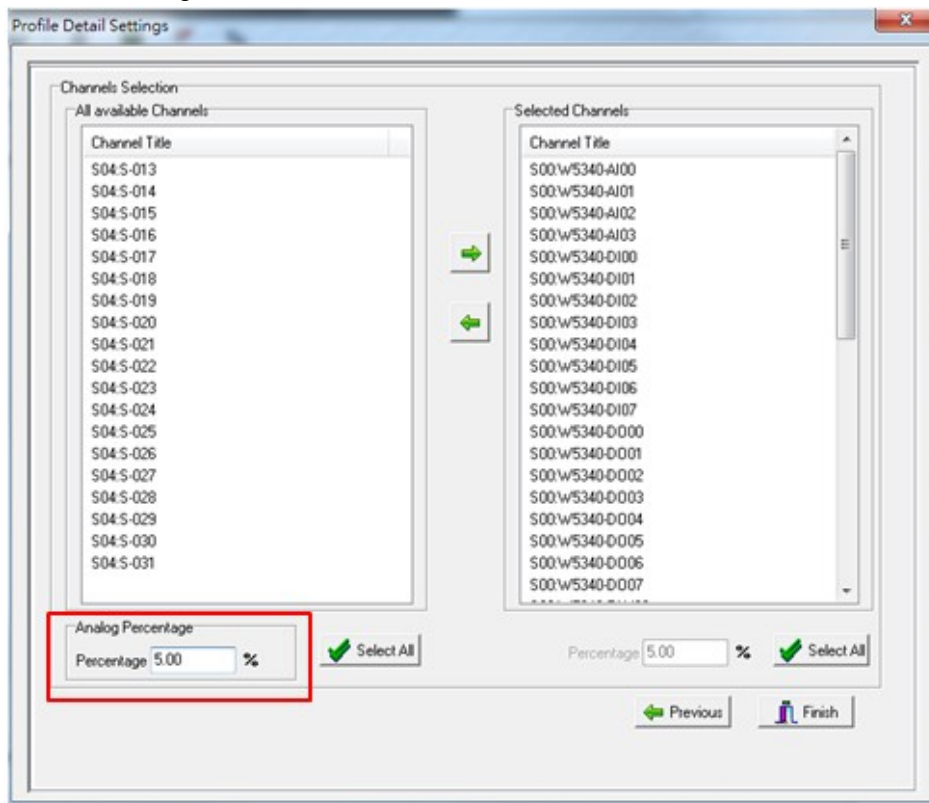 Profile Detail Settings
Channels Selection
All available Channels
Channel Title
S04:S-013
S04:S-014
S04:S-015
S04:S-016
S04:S-017
S04:S-018
S04:S-019
S04:S-020
S04:S-021
S04:S-022
S04:S-023
S04:S-024
S04:S-025
S04:S-026
S04:S-027
S04:S-028
S04:S-029
S04:S-030
S04:S-031
Selected Channels
Channel Title
S00:W5340-AI00
S00:W5340-AI01
S00:W5340-AI02
S00:W5340-AI03
S00:W5340-DI00
S00:W5340-DI01
S00:W5340-DI02
S00:W5340-DI03
S00:W5340-DI04
S00:W5340-DI05
S00:W5340-DI06
S00:W5340-DI07
S00:W5340-DO00
S00:W5340-DO01
S00:W5340-DO02
S00:W5340-DO03
S00:W5340-DO04
S00:W5340-DO05
S00:W5340-DO06
S00:W5340-DO07
Analog Percentage
Percentage 5.00 %
Select All
Percentage 5.00 %
Select All
Previous
Finish